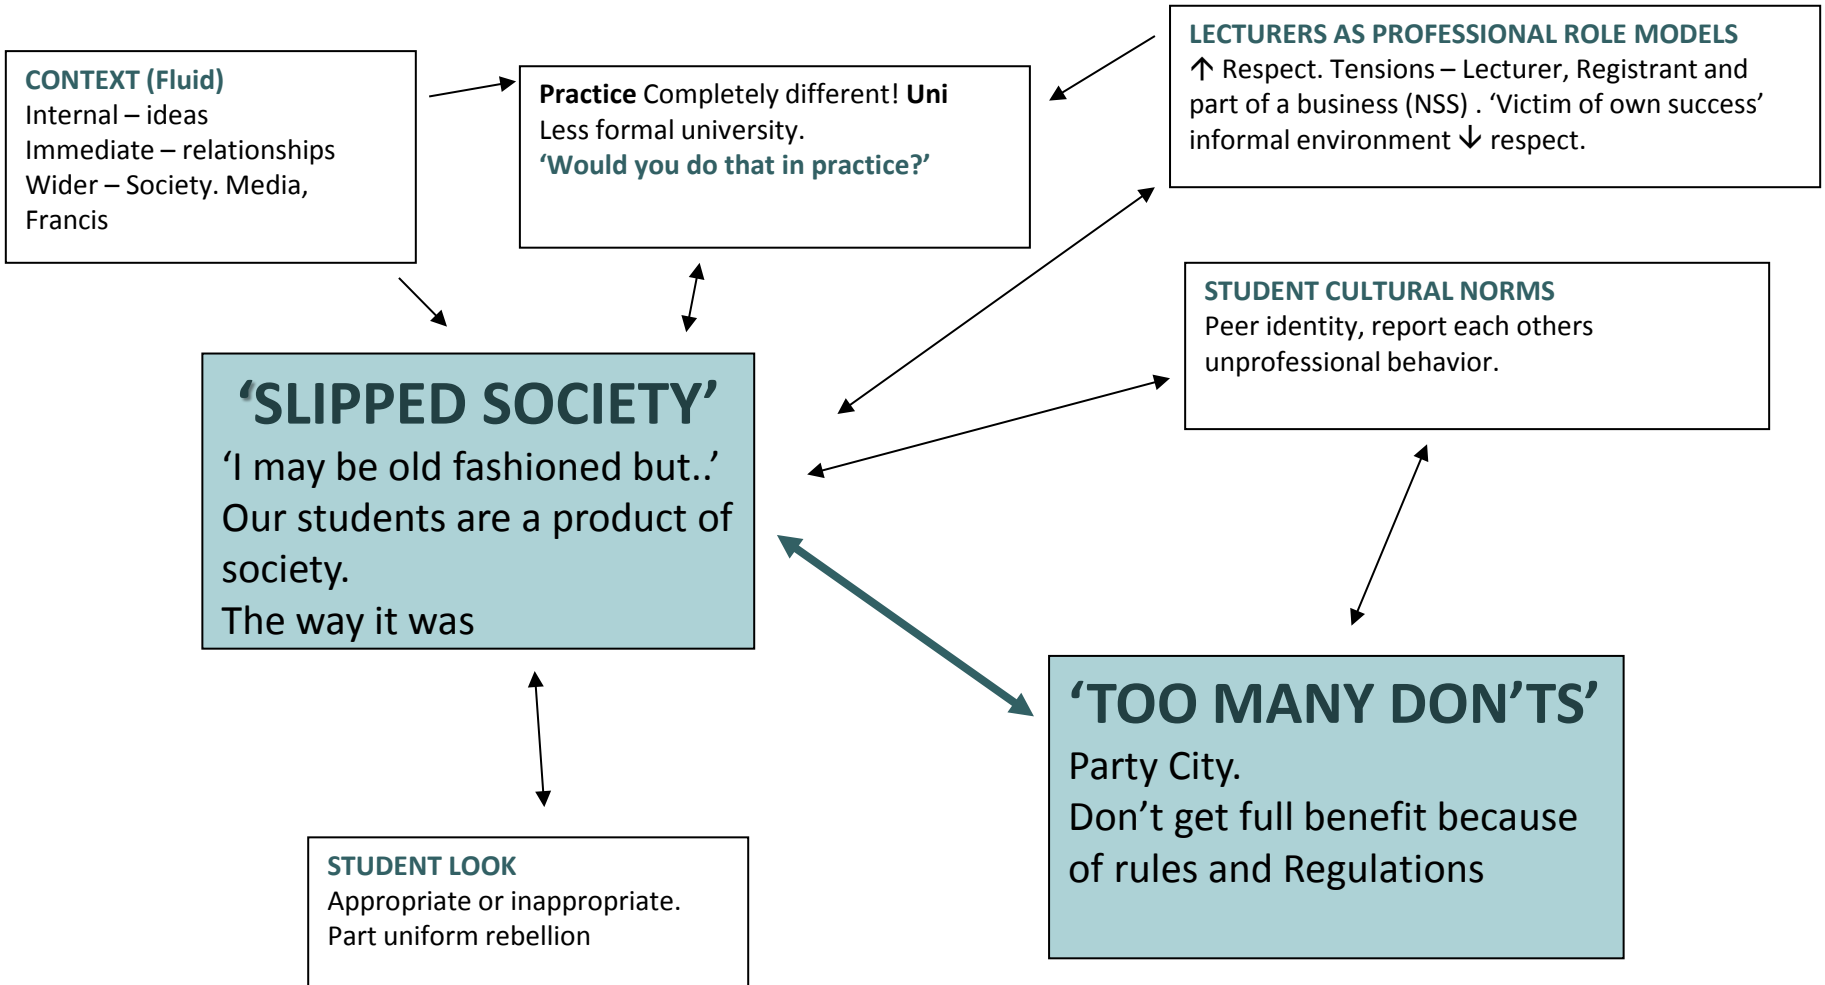 CONTEXT (Fluid)
Internal – ideas
Immediate – relationships
Wider – Society. Media,
Francis
Practice Completely different! Uni
Less formal university.
‘Would you do that in practice?’
LECTURERS AS PROFESSIONAL ROLE MODELS
↑ Respect. Tensions – Lecturer, Registrant and
part of a business (NSS) . ‘Victim of own success’
informal environment ↓ respect.
STUDENT CULTURAL NORMS
Peer identity, report each others
unprofessional behavior.
‘SLIPPED SOCIETY’
‘I may be old fashioned but..’
Our students are a product of
society.
The way it was
‘TOO MANY DON’TS’
Party City.
Don’t get full benefit because
of rules and Regulations
STUDENT LOOK
Appropriate or inappropriate.
Part uniform rebellion